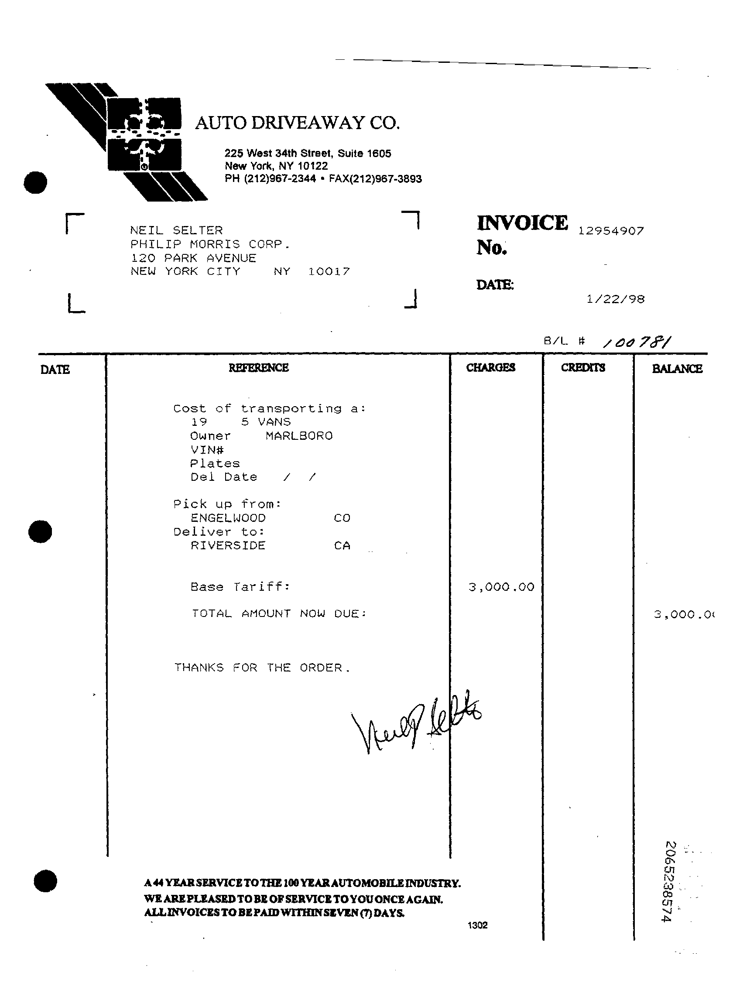 AUTO DRIVEAWAY CO.
225 West 34th Street, Suite 1605
New York, NY 10122
PH (212)967-2344 • FAX(212)967-3893
NEIL SELTER
PHILIP MORRIS CORP.
120 PARK AVENUE
NEW YORK CITY NY 10017
INVOICE 12954907
No.
DATE:
1/22/98
B/L # 100781
DATE REFERENCE CHARGES CREDITS BALANCE
Cost of transporting a:
19 5 VANS
Owner MARLBORO
VIN#
Plates
Del Date / /
Pick up from:
ENGELWOOD CO
Deliver to:
RIVERSIDE CA
Base Tariff: 3,000.00
TOTAL AMOUNT NOW DUE: 3,000.00
THANKS FOR THE ORDER.
A 44 YEAR SERVICE TO THE 100 YEAR AUTOMOBILE INDUSTRY.
WE ARE PLEASED TO BE OF SERVICE TO YOU ONCE AGAIN.
ALL INVOICES TO BE PAID WITHIN SEVEN (7) DAYS.
1302
2065238574